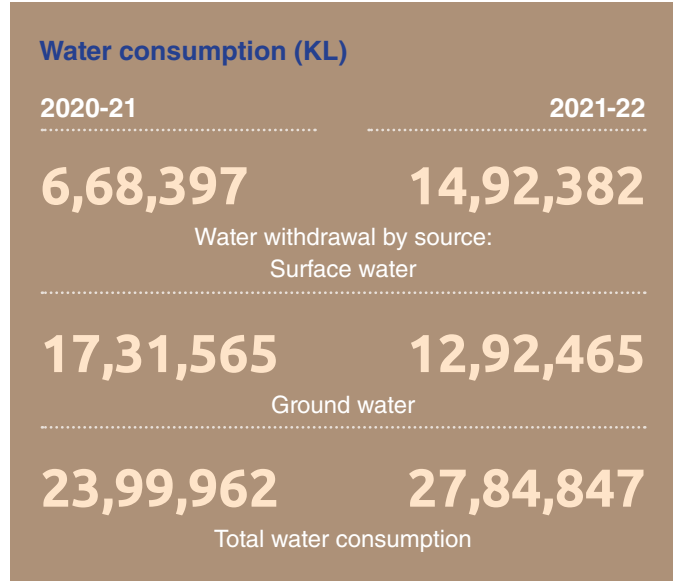 Water consumption (KL)
2020-21 2021-22
6,68,397 14,92,382
Water withdrawal by source:
Surface water
17,31,565 12,92,465
Ground water
23,99,962 27,84,847
Total water consumption